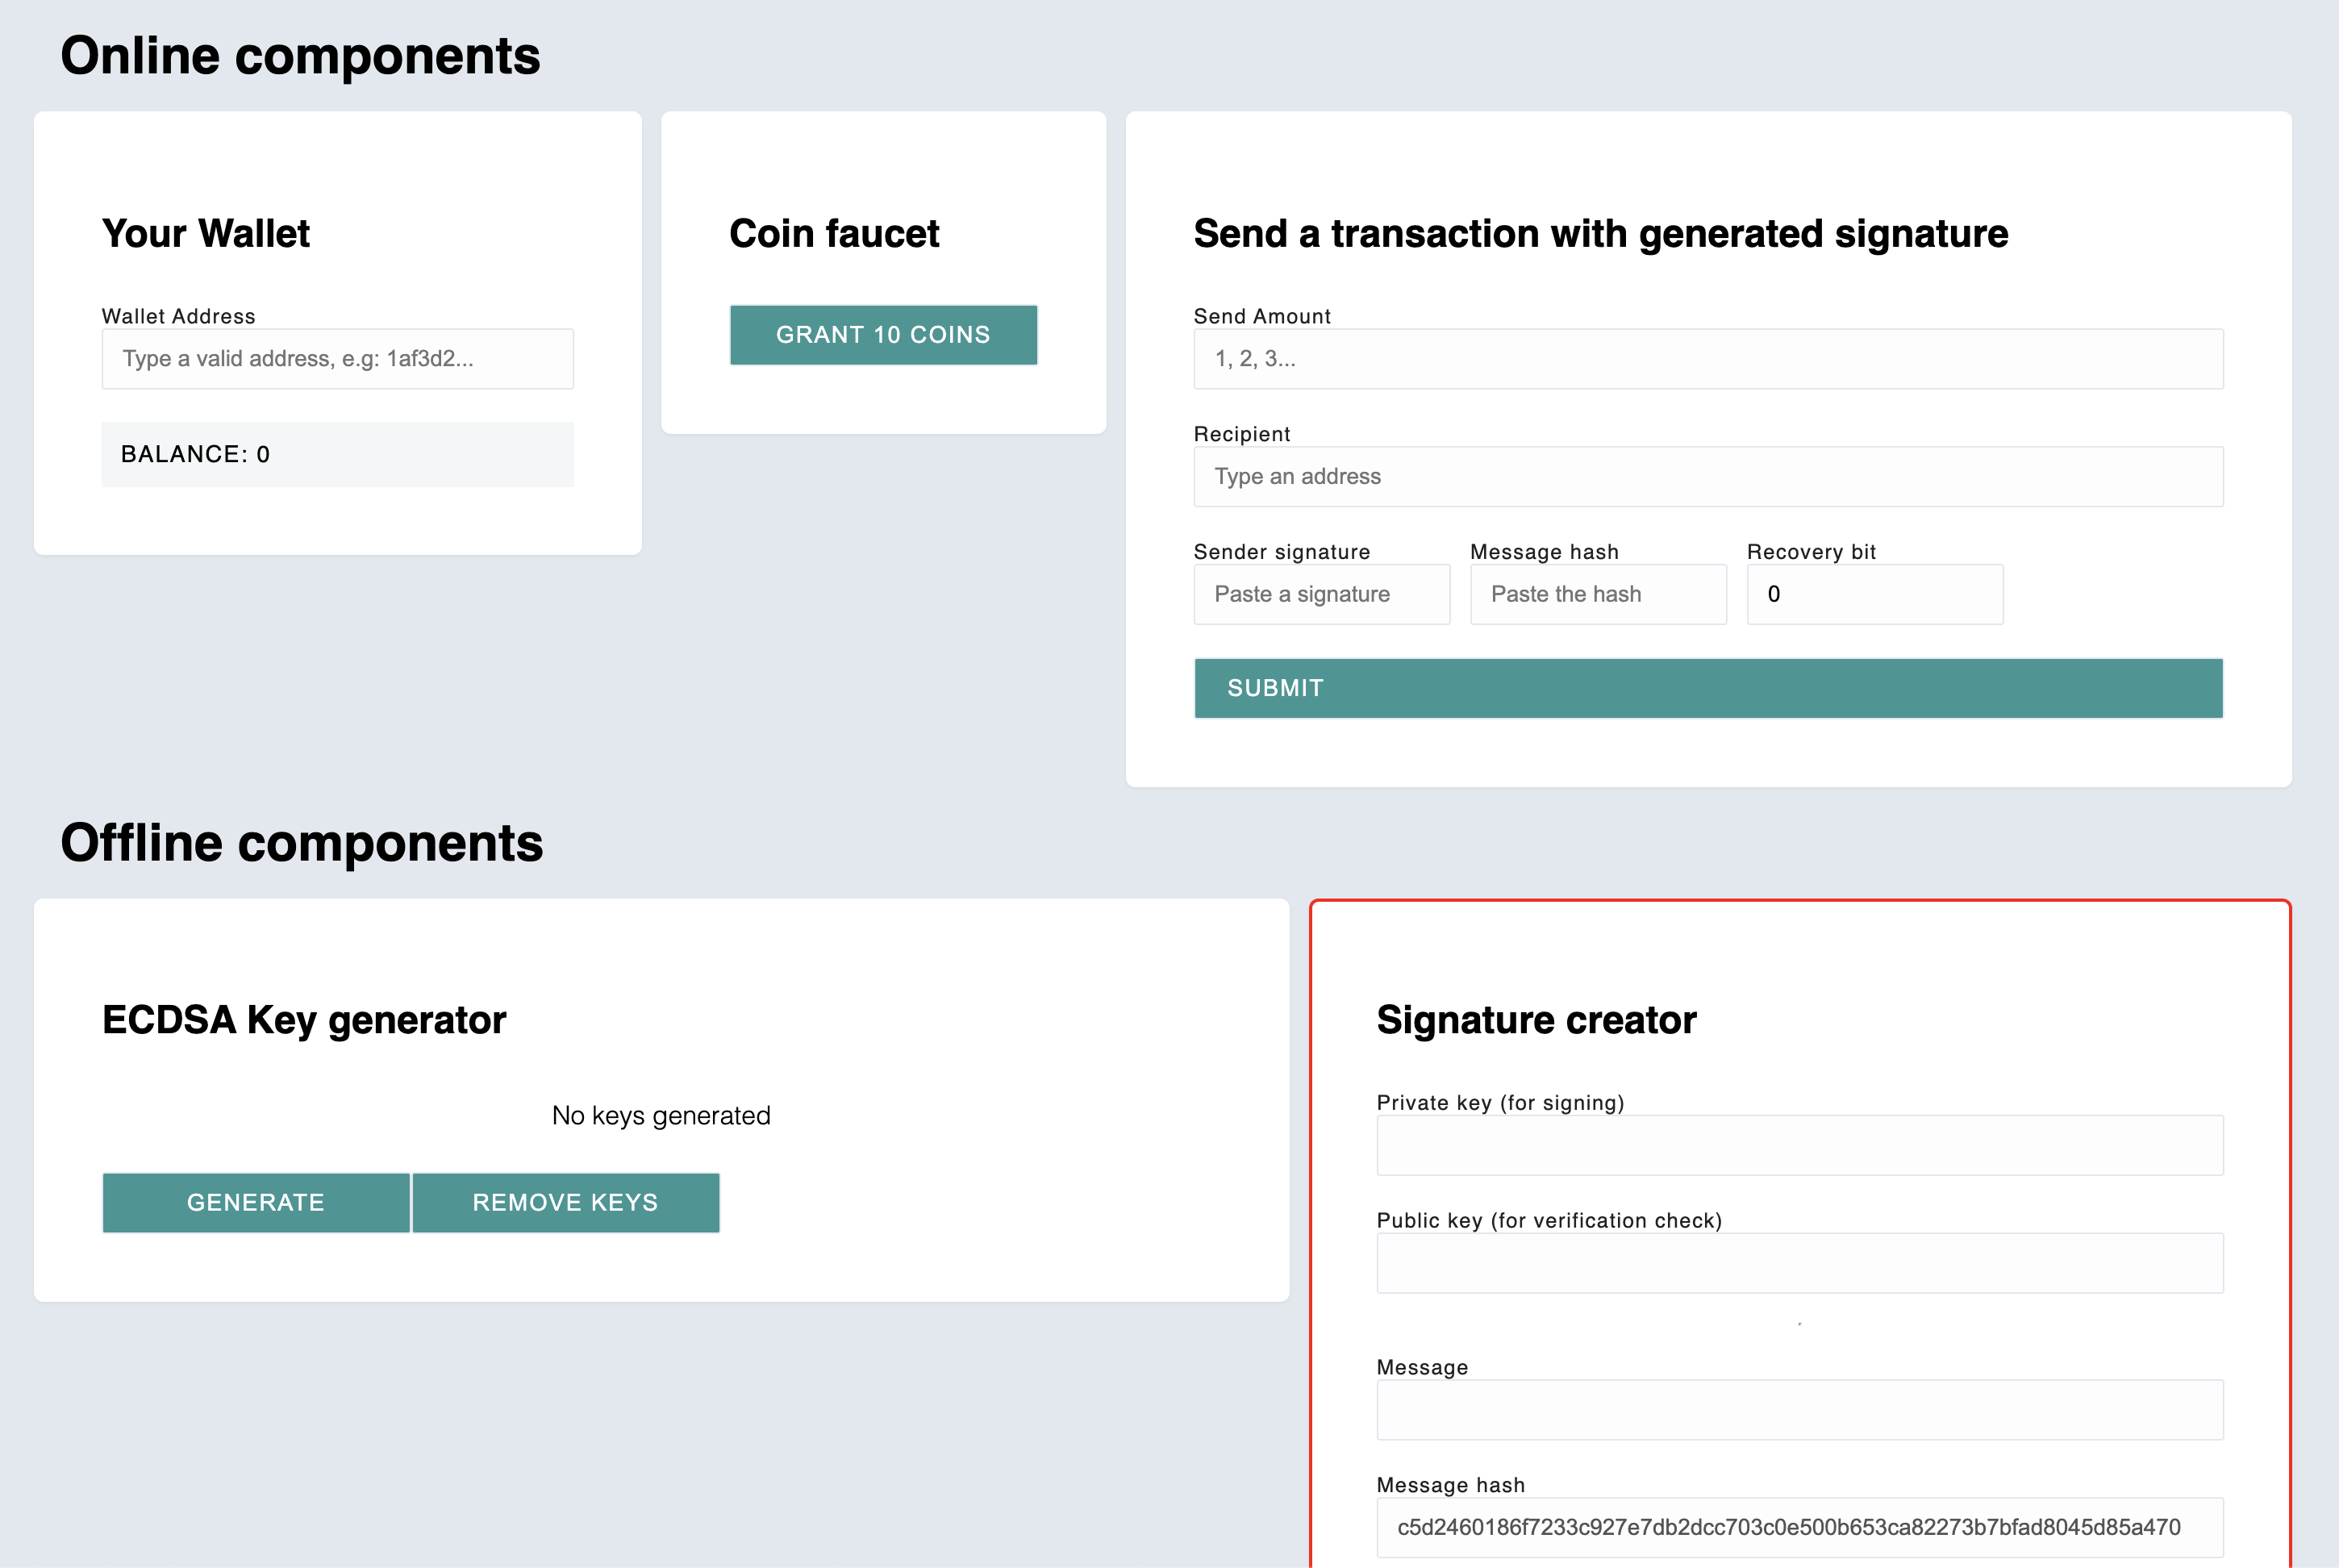 Online components
Your Wallet
Wallet Address
Type a valid address, e.g: 1af3d2...
BALANCE: 0
Coin faucet
GRANT 10 COINS
Send a transaction with generated signature
Send Amount
1, 2, 3...
Recipient
Type an address
Sender signature
Paste a signature
Message hash
Paste the hash
Recovery bit
0
SUBMIT
Offline components
ECDSA Key generator
No keys generated
GENERATE
REMOVE KEYS
Signature creator
Private key (for signing)
Public key (for verification check)
Message
Message hash
c5d2460186f7233c927e7db2dcc703c0e500b653ca82273b7bfad8045d85a470